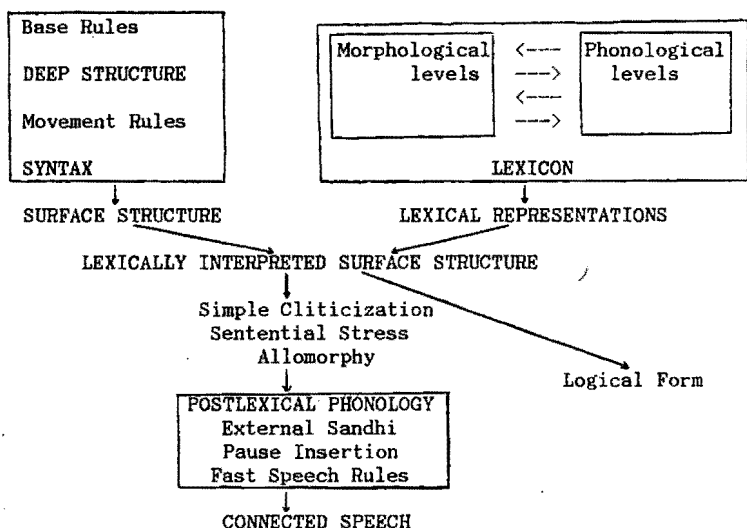 Base Rules
DEEP STRUCTURE
Movement Rules
SYNTAX
Morphological levels
<---
--->
<---
--->
Phonological levels
LEXICON
SURFACE STRUCTURE
LEXICAL REPRESENTATIONS
LEXICALLY INTERPRETED SURFACE STRUCTURE
Simple Cliticization
Sentential Stress
Allomorphy
Logical Form
POSTLEXICAL PHONOLOGY
External Sandhi
Pause Insertion
Fast Speech Rules
CONNECTED SPEECH